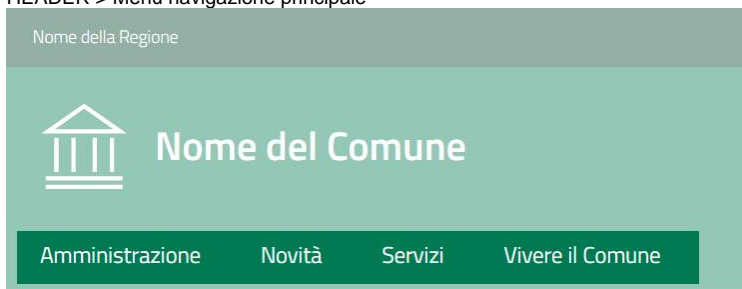 HEADER > Menu navigazione principale
Nome della Regione
Nome del Comune
Amministrazione Novità Servizi Vivere il Comune